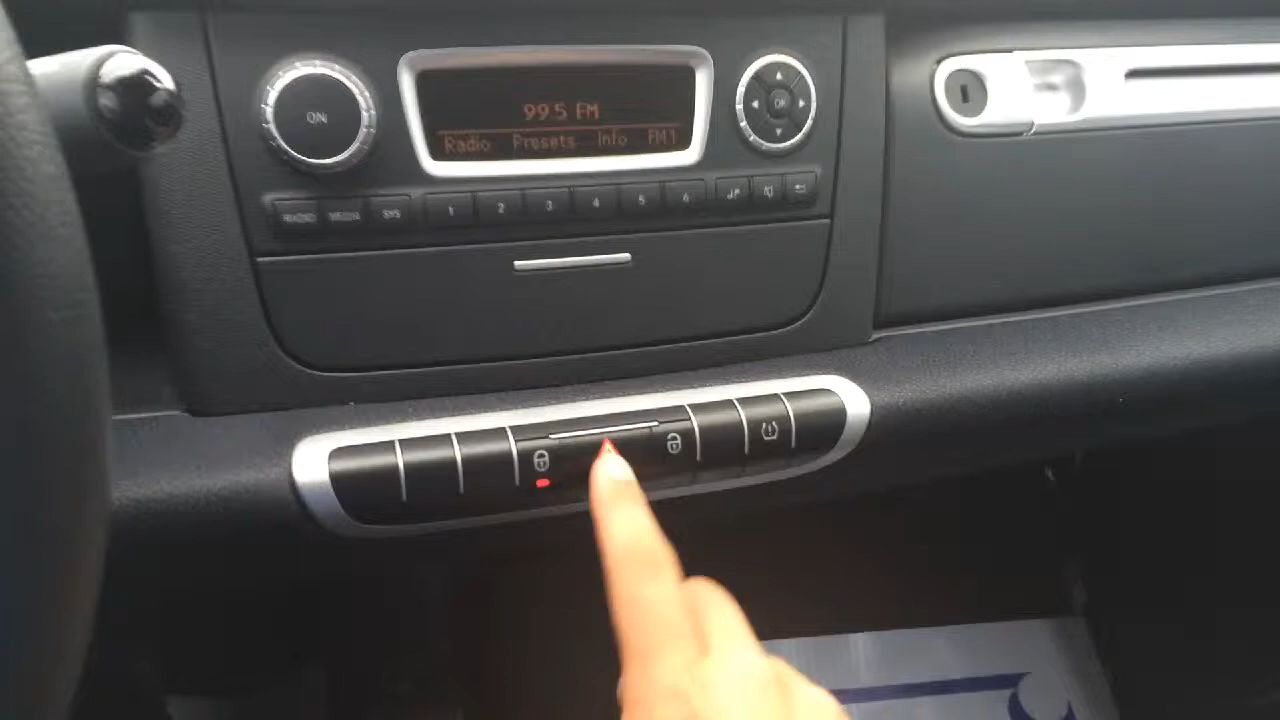 99.5 FM
ON
OK
Radio Presets Info FM1
RADIO MEDIA SYS 1 2 3 4 5 6